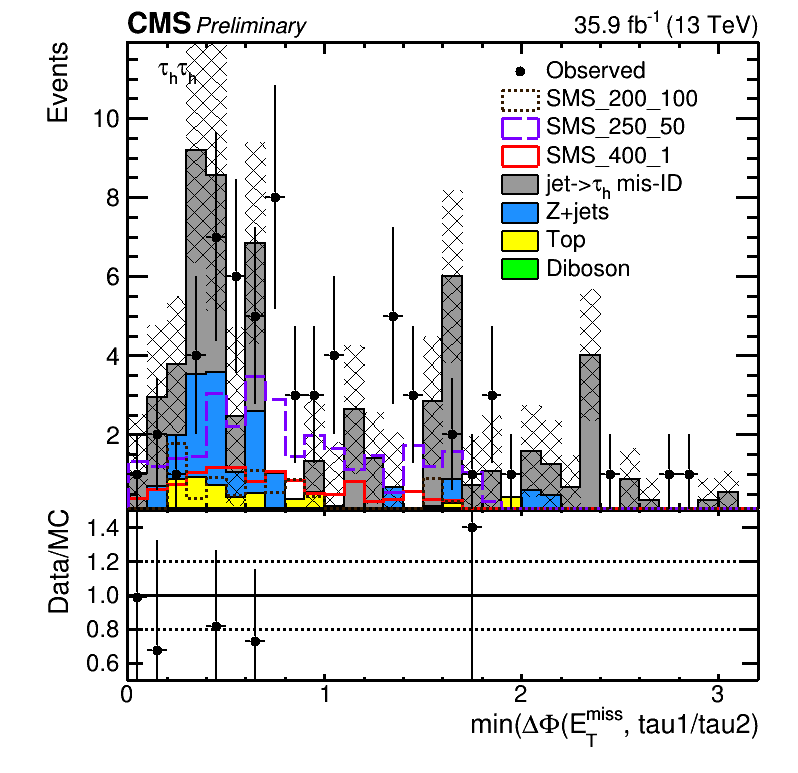 CMS Preliminary 35.9 fb⁻¹ (13 TeV)
Events
τₕτₕ
Observed
SMS_200_100
SMS_250_50
SMS_400_1
jet->τₕ mis-ID
Z+jets
Top
Diboson
10
8
6
4
2
Data/MC
1.4
1.2
1.0
0.8
0.6
0 1 2 3
min(ΔΦ(E_T^miss, tau1/tau2)